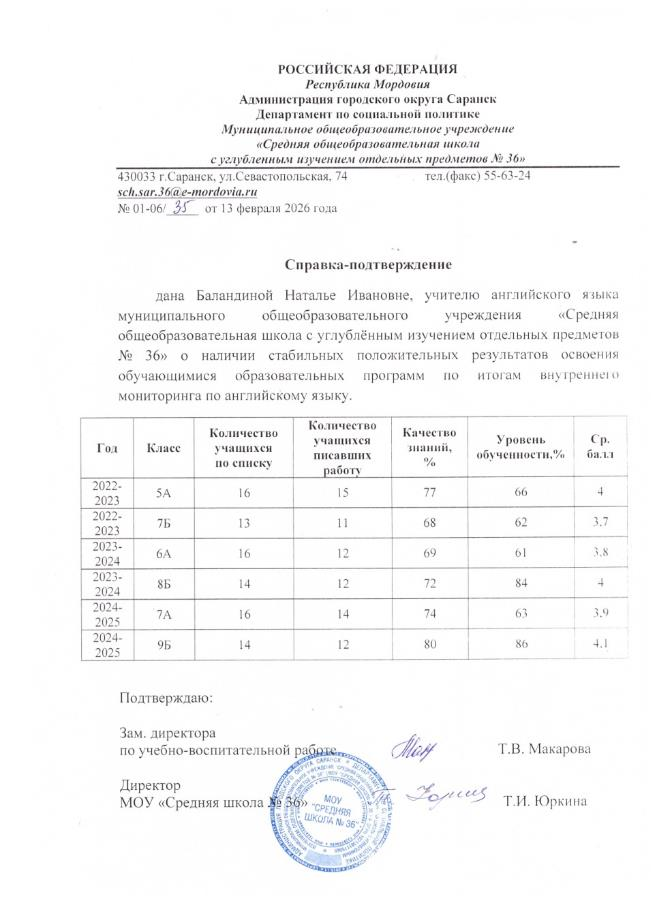 РОССИЙСКАЯ ФЕДЕРАЦИЯ
Республика Мордовия
Администрация городского округа Саранск
Департамент по социальной политике
Муниципальное общеобразовательное учреждение
«Средняя общеобразовательная школа
с углубленным изучением отдельных предметов № 36»
430033 г.Саранск, ул.Севастопольская, 74 тел.(факс) 55-63-24
sch.sar.36@e-mordovia.ru
№ 01-06/ 35 от 13 февраля 2026 года
Справка-подтверждение
дана Баландиной Наталье Ивановне, учителю английского языка
муниципального общеобразовательного учреждения «Средняя
общеобразовательная школа с углублённым изучением отдельных предметов
№ 36» о наличии стабильных положительных результатов освоения
обучающимися образовательных программ по итогам внутреннего
мониторинга по английскому языку.
Год Класс Количество учащихся по списку Количество учащихся писавших работу Качество знаний, % Уровень обученности,% Ср. балл
2022-2023 5А 16 15 77 66 4
2022-2023 7Б 13 11 68 62 3.7
2023-2024 6А 16 12 69 61 3.8
2023-2024 8Б 14 12 72 84 4
2024-2025 7А 16 14 74 63 3.9
2024-2025 9Б 14 12 80 86 4.1
Подтверждаю:
Зам. директора
по учебно-воспитательной работе Т.В. Макарова
Директор
МОУ «Средняя школа № 36» Т.И. Юркина
МОУ
"СРЕДНЯЯ
ШКОЛА № 36"